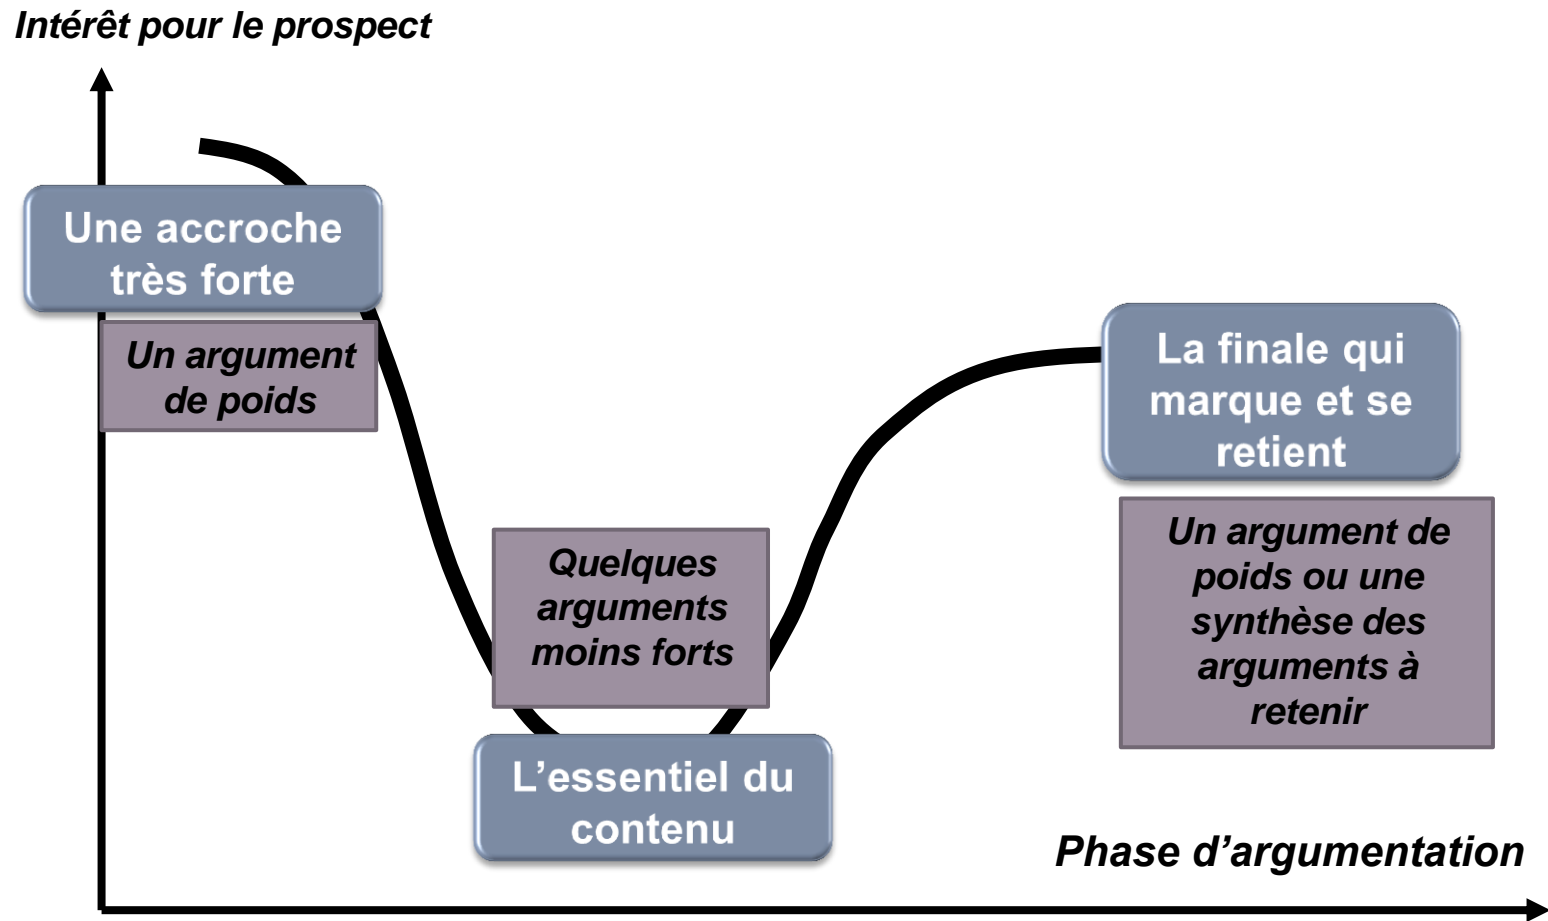 Intérêt pour le prospect
Une accroche
très forte
Un argument
de poids
Quelques
arguments
moins forts
L’essentiel du
contenu
La finale qui
marque et se
retient
Un argument de
poids ou une
synthèse des
arguments à
retenir
Phase d’argumentation